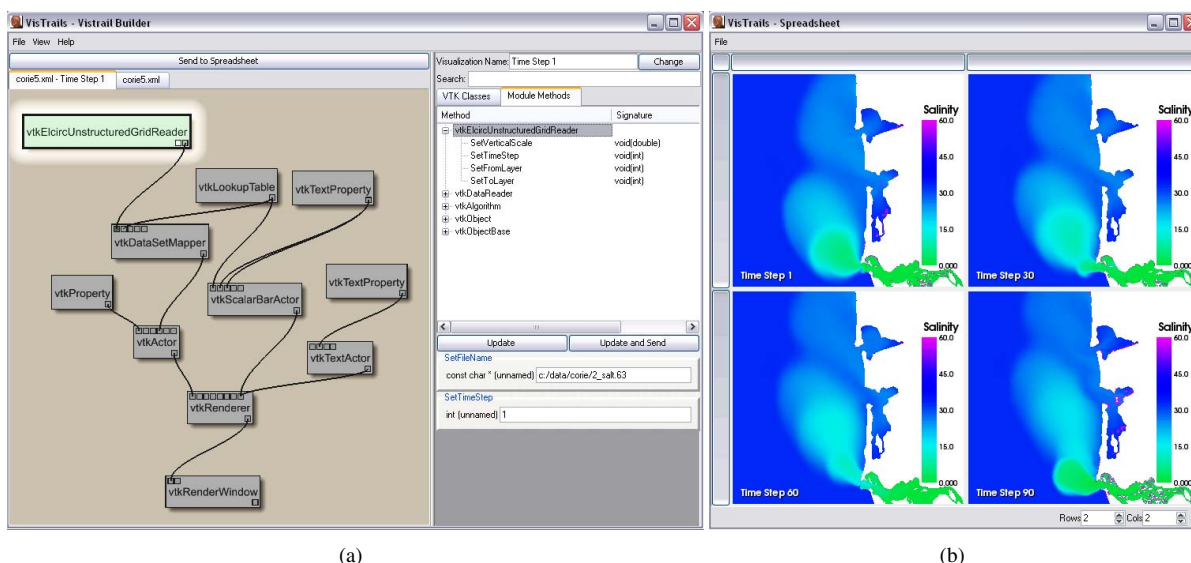 VisTrails - Vistrail Builder
File View Help
Send to Spreadsheet
corie5.xml - Time Step 1
corie5.xml
vtkElcircUnstructuredGridReader
vtkLookupTable
vtkTextProperty
vtkDataSetMapper
vtkProperty
vtkScalarBarActor
vtkTextProperty
vtkActor
vtkTextActor
vtkRenderer
vtkRenderWindow
Visualization Name: Time Step 1 Change
Search:
VTK Classes Module Methods
Method Signature
vtkElcircUnstructuredGridReader
SetVerticalScale void(double)
SetTimeStep void(int)
SetFromLayer void(int)
SetToLayer void(int)
vtkDataReader
vtkAlgorithm
vtkObject
vtkObjectBase
Update Update and Send
SetFileName
const char * (unnamed) c:/data/corie/2_salt.63
SetTimeStep
int (unnamed) 1
(a)
VisTrails - Spreadsheet
File
Salinity
60.0
45.0
30.0
15.0
0.000
Time Step 1
Salinity
60.0
45.0
30.0
15.0
0.000
Time Step 30
Salinity
60.0
45.0
30.0
15.0
0.000
Time Step 60
Salinity
60.0
45.0
30.0
15.0
0.000
Time Step 90
Rows 2 Cols 2
(b)